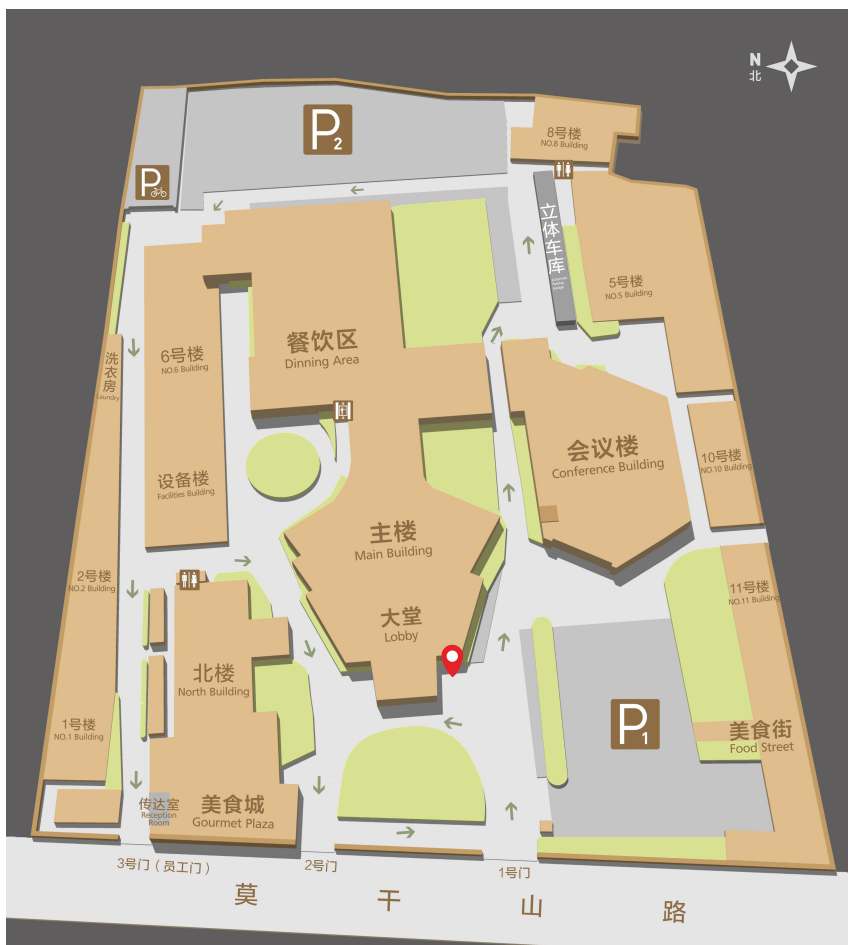 N
北
P2
8号楼
NO.8 Building
P
立体车库
5号楼
NO.5 Building
餐饮区
Dinning Area
6号楼
NO.6 Building
洗衣房
Laundry
会议楼
Conference Building
10号楼
NO.10 Building
设备楼
Facilities Building
主楼
Main Building
2号楼
NO.2 Building
11号楼
NO.11 Building
大堂
Lobby
北楼
North Building
1号楼
NO.1 Building
P1
美食街
Food Street
传达室
Reception
Room
美食城
Gourmet Plaza
3号门（员工门）
2号门
1号门
莫干山路